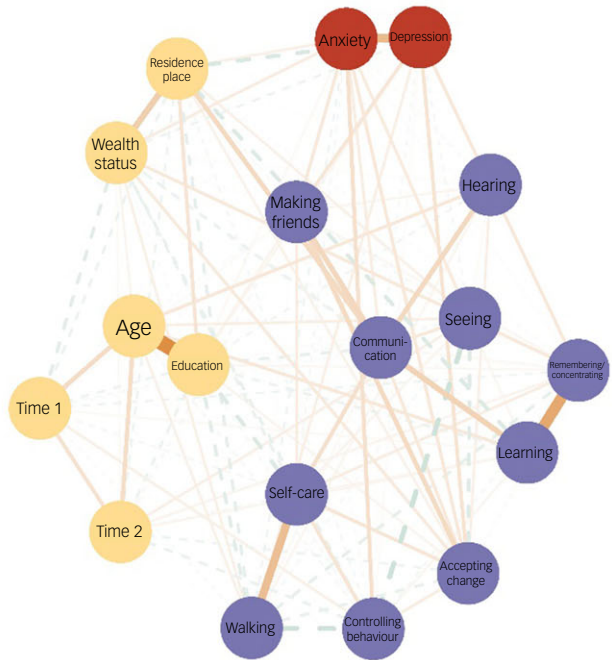 Anxiety
Depression
Residence
place
Wealth
status
Making
friends
Hearing
Age
Education
Communi-
cation
Seeing
Remembering/
concentrating
Time 1
Learning
Self-care
Time 2
Accepting
change
Walking
Controlling
behaviour